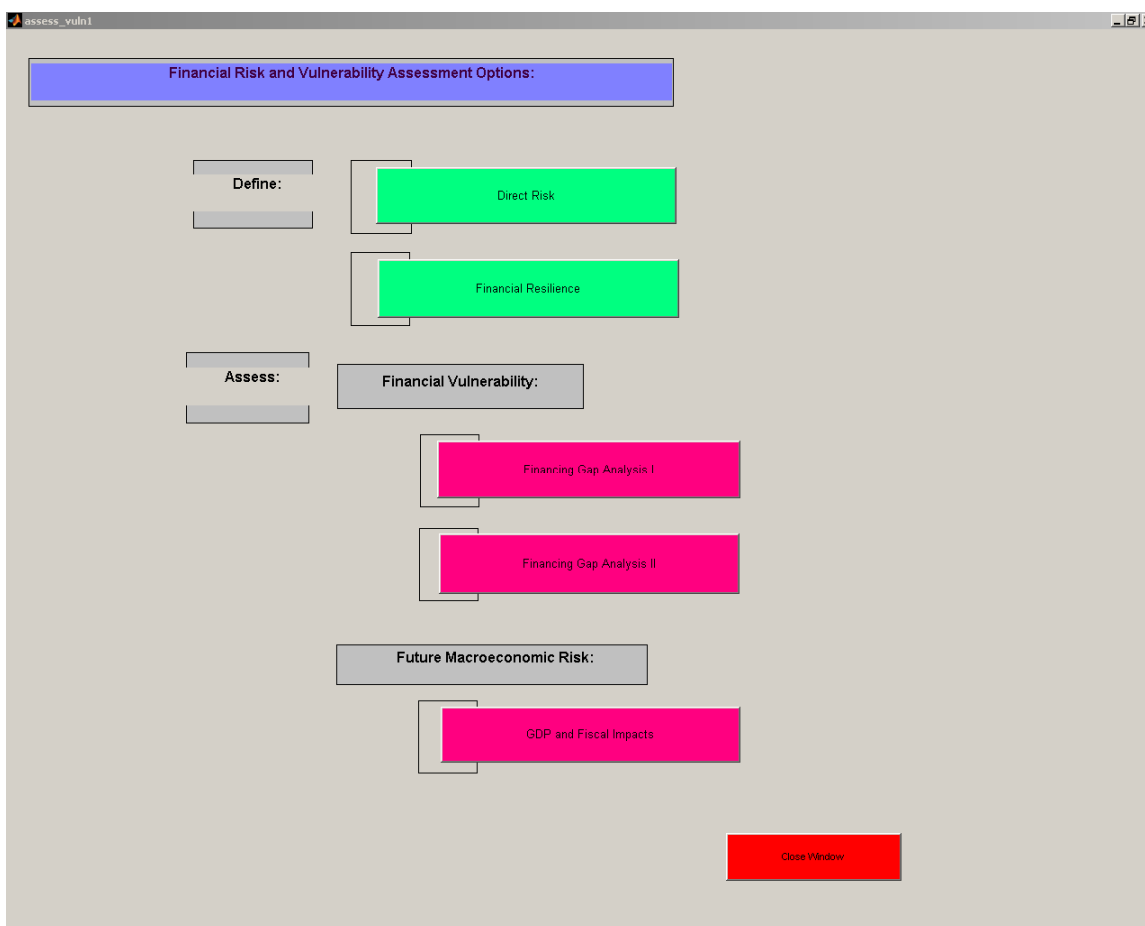 assess_vuln1
Financial Risk and Vulnerability Assessment Options:
Define:
Direct Risk
Financial Resilience
Assess:
Financial Vulnerability:
Financing Gap Analysis I
Financing Gap Analysis II
Future Macroeconomic Risk:
GDP and Fiscal Impacts
Close Window